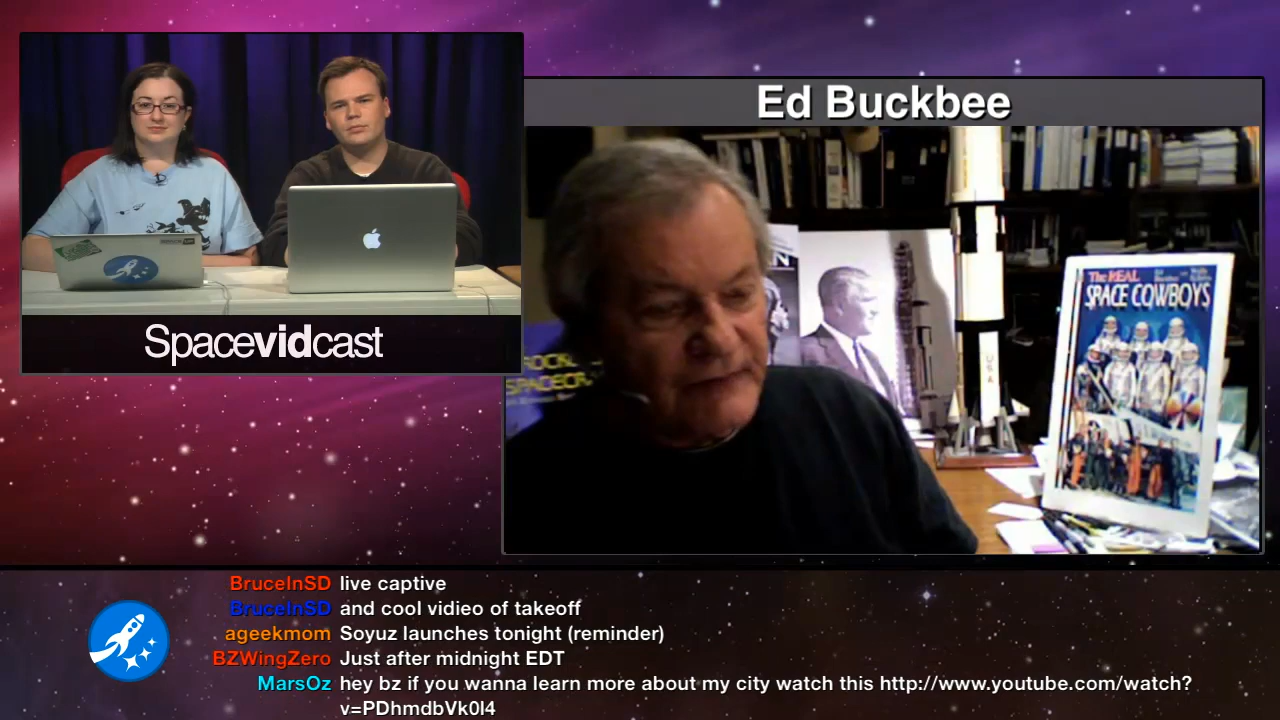 Ed Buckbee
Spacevidcast
The REAL
SPACE COWBOYS
USA
BruceInSD live captive
BruceInSD and cool vidieo of takeoff
ageekmom Soyuz launches tonight (reminder)
BZWingZero Just after midnight EDT
MarsOz hey bz if you wanna learn more about my city watch this http://www.youtube.com/watch?
v=PDhmdbVk0I4